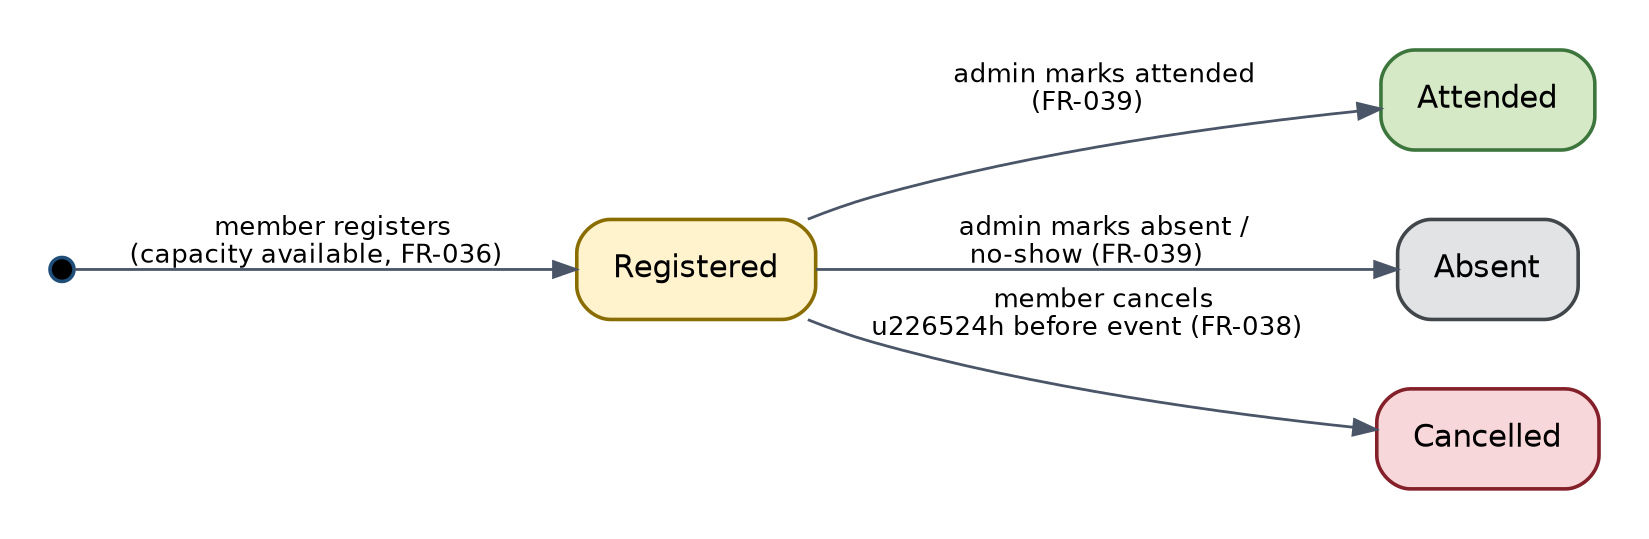 member registers
(capacity available, FR-036)
Registered
admin marks attended
(FR-039)
Attended
admin marks absent /
no-show (FR-039)
Absent
member cancels
u226524h before event (FR-038)
Cancelled